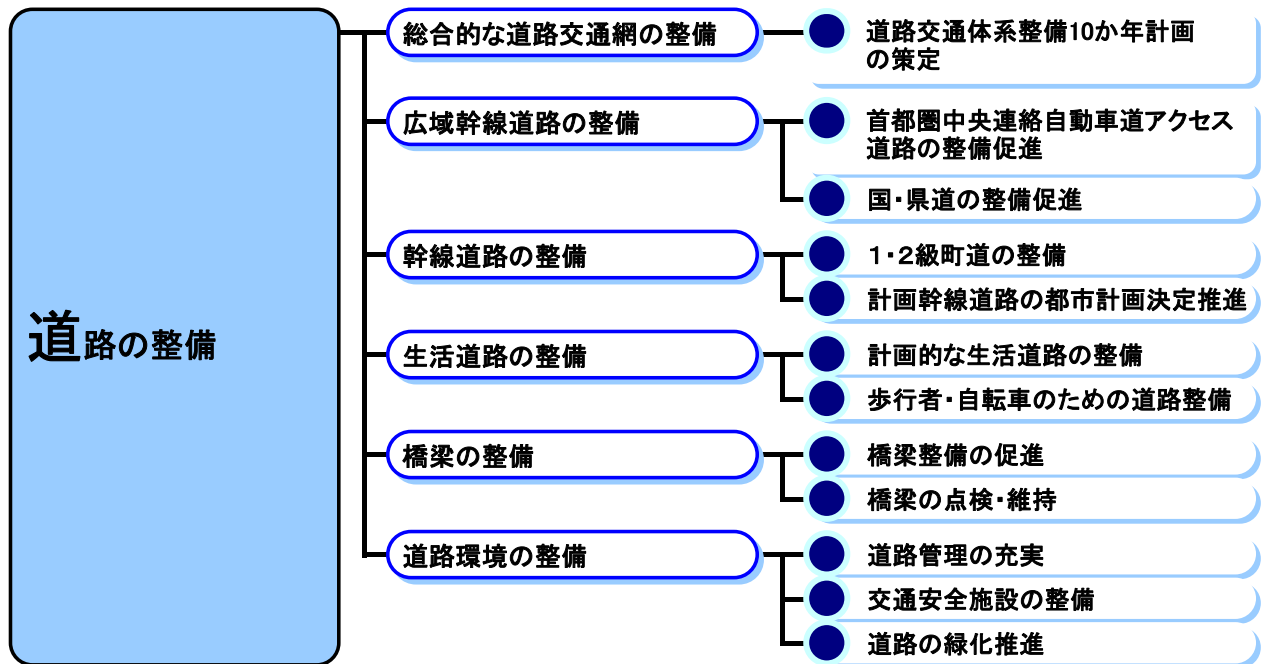 道路の整備
総合的な道路交通網の整備
道路交通体系整備10か年計画
の策定
広域幹線道路の整備
首都圏中央連絡自動車道アクセス
道路の整備促進
国・県道の整備促進
幹線道路の整備
1・2級町道の整備
計画幹線道路の都市計画決定推進
生活道路の整備
計画的な生活道路の整備
歩行者・自転車のための道路整備
橋梁の整備
橋梁整備の促進
橋梁の点検・維持
道路環境の整備
道路管理の充実
交通安全施設の整備
道路の緑化推進